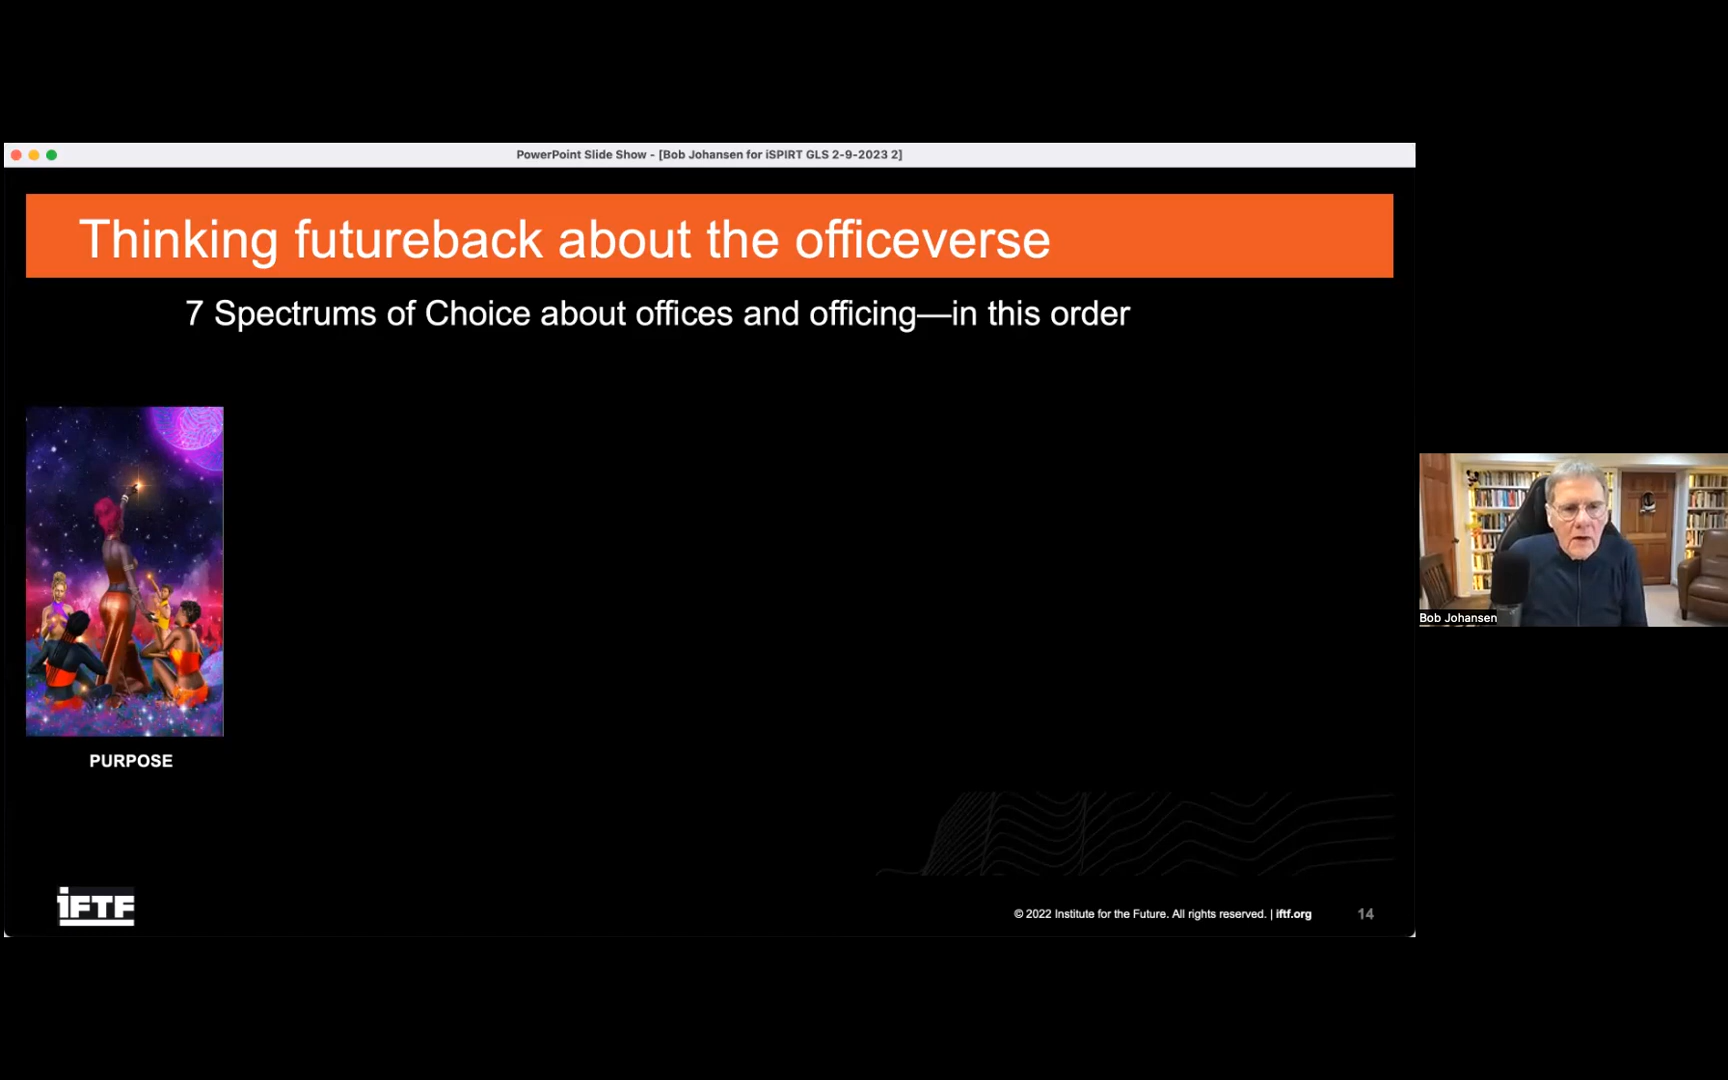 PowerPoint Slide Show - [Bob Johansen for iSPIRT GLS 2-9-2023 2]
Thinking futureback about the officeverse
7 Spectrums of Choice about offices and officing—in this order
PURPOSE
Bob Johansen
iFTF
© 2022 Institute for the Future. All rights reserved. | iftf.org
14